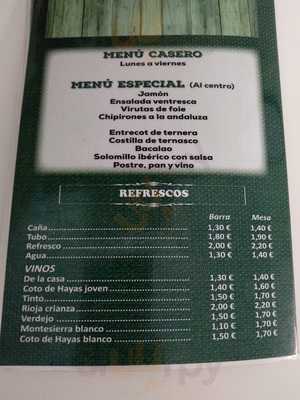 MENÚ CASERO
Lunes a viernes
MENÚ ESPECIAL (Al centro)
Jamón
Ensalada ventresca
Virutas de foie
Chipirones a la andaluza
Entrecot de ternera
Costilla de ternasco
Bacalao
Solomillo ibérico con salsa
Postre, pan y vino
REFRESCOS
Barra Mesa
Caña 1,30 € 1,40 €
Tubo 1,80 € 1,90 €
Refresco 2,00 € 2,20 €
Agua 1,30 € 1,40 €
VINOS
De la casa 1,30 € 1,40 €
Coto de Hayas joven 1,40 € 1,60 €
Tinto 1,50 € 1,70 €
Rioja crianza 2,00 € 2,20 €
Verdejo 1,50 € 1,70 €
Montesierra blanco 1,10 € 1,70 €
Coto de Hayas blanco 1,50 € 1,70 €